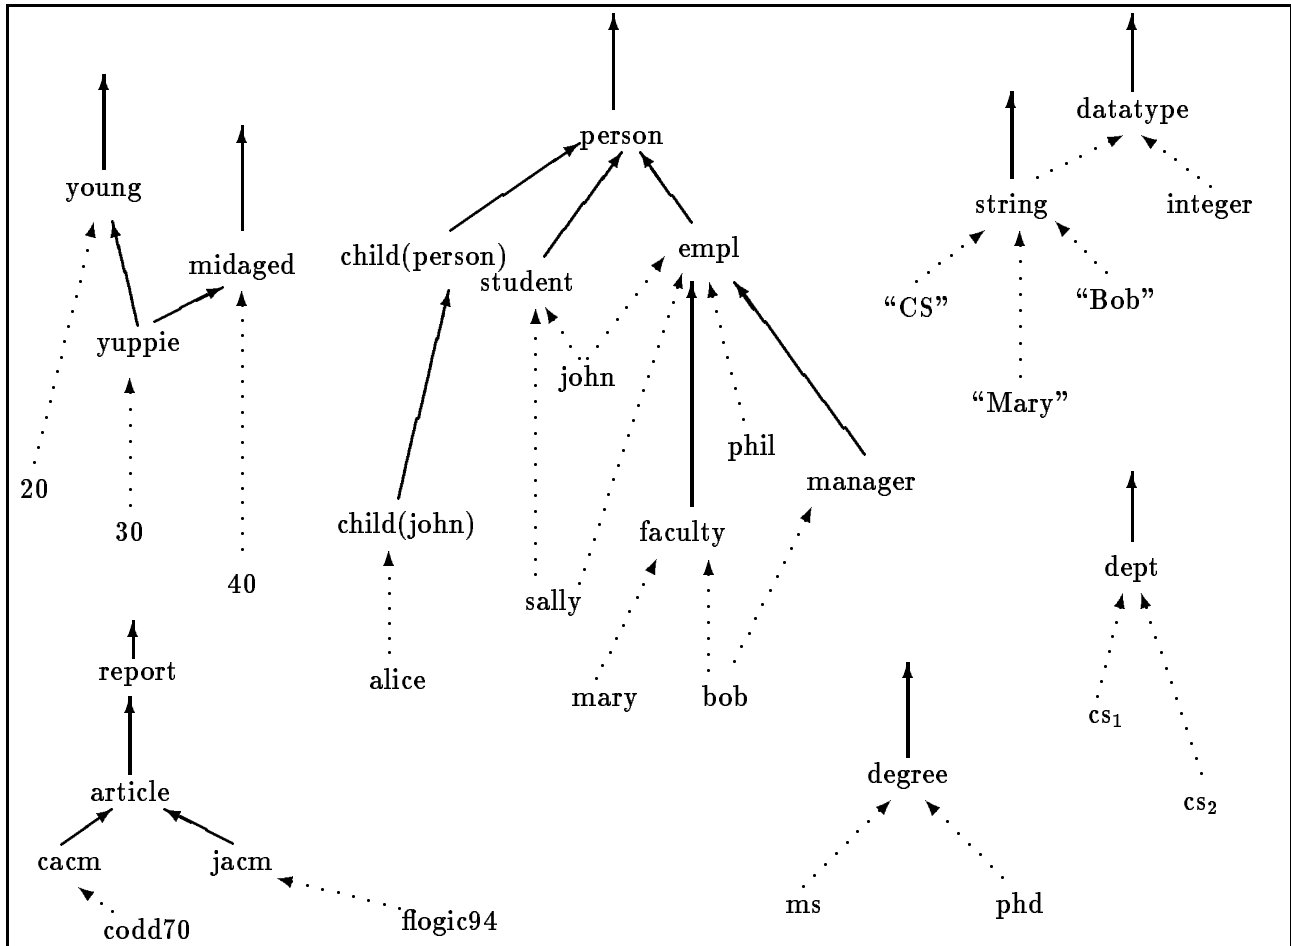 person
datatype
young
string
integer
midaged
child(person)
empl
student
"CS"
"Bob"
yuppie
john
"Mary"
phil
20
manager
30
child(john)
faculty
40
dept
sally
report
alice
mary
bob
cs₁
article
degree
cs₂
cacm
jacm
codd70
flogic94
ms
phd